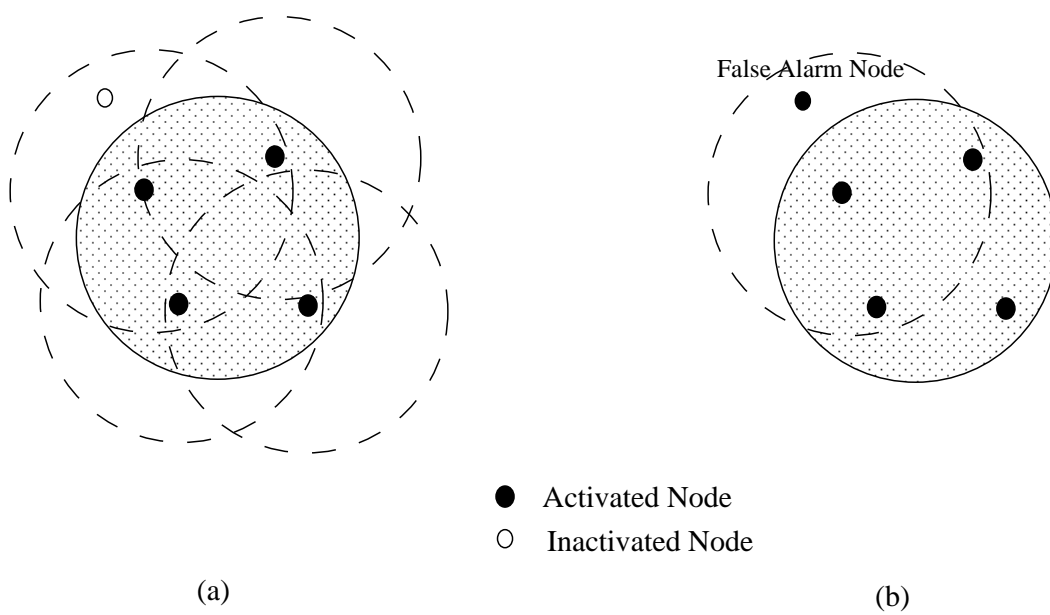 False Alarm Node
Activated Node
Inactivated Node
(a)
(b)